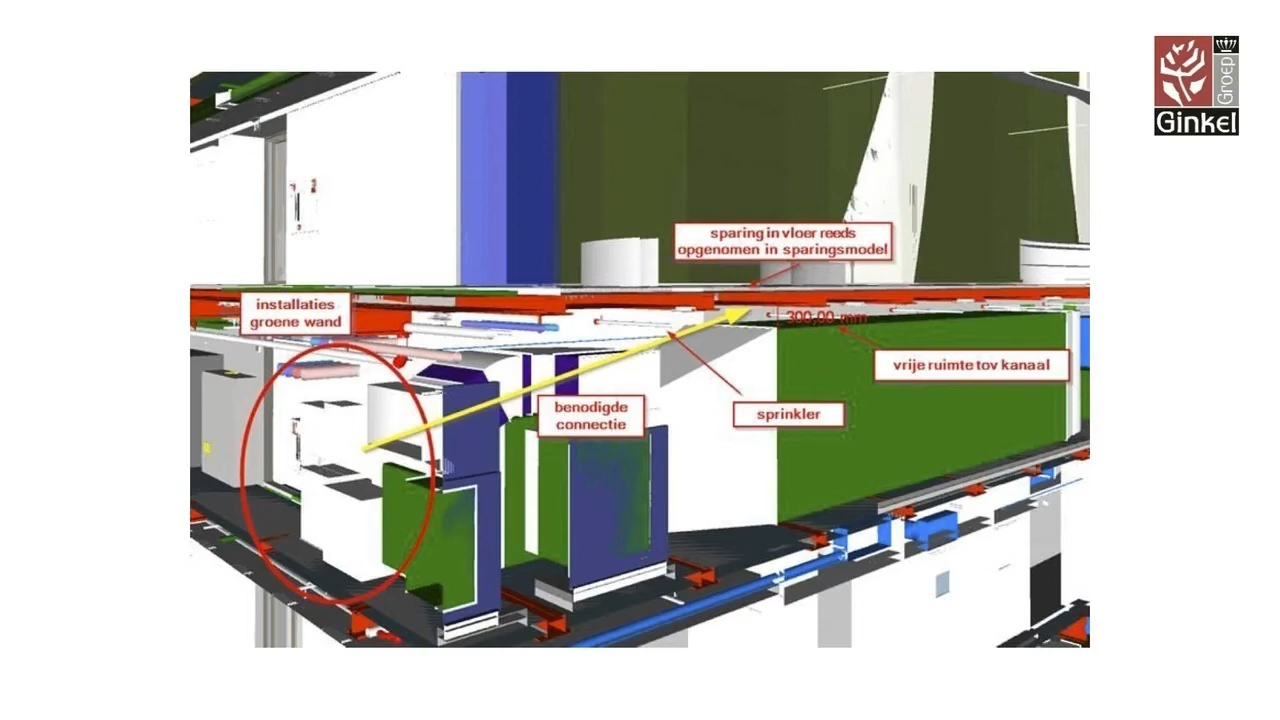 Groep
Ginkel
sparing in vloer reeds
opgenomen in sparingsmodel
installaties
groene wand
300,00 mm
vrije ruimte tov kanaal
benodigde
connectie
sprinkler